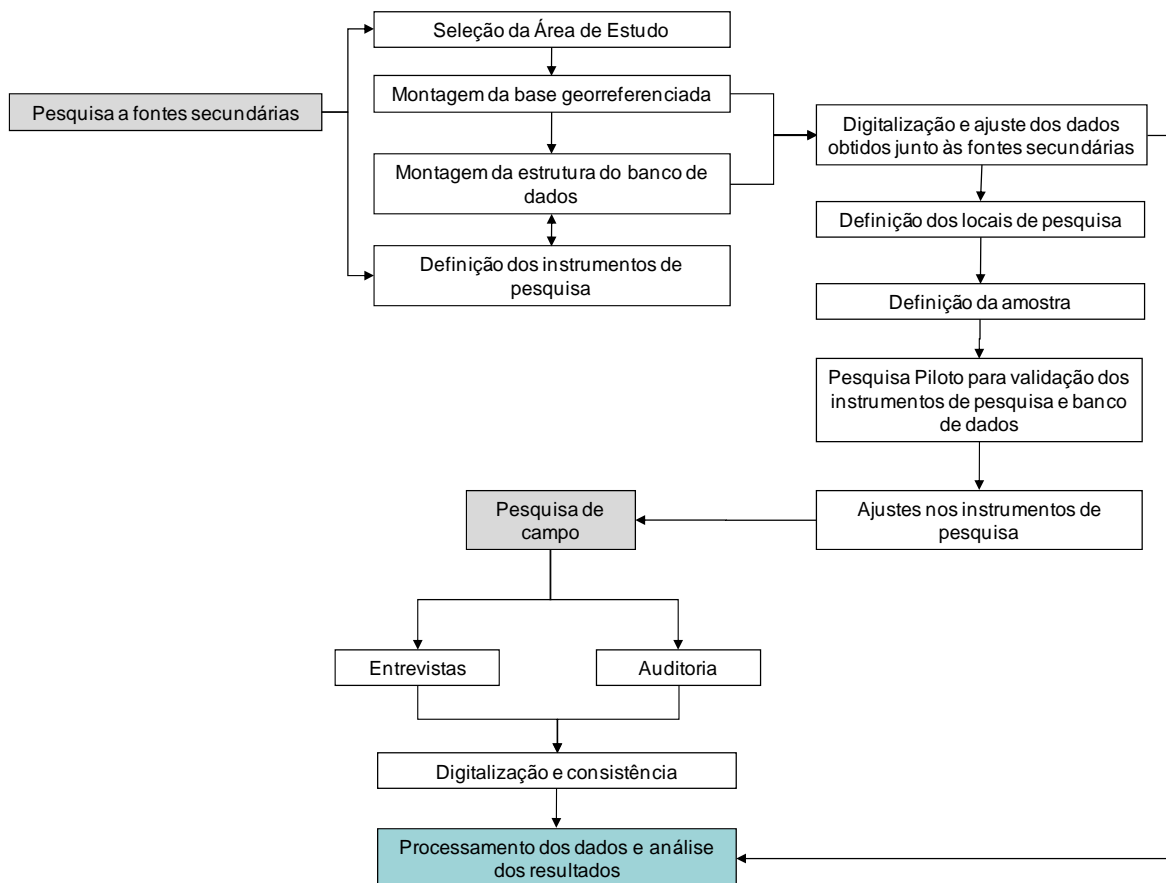 Seleção da Área de Estudo
Pesquisa a fontes secundárias
Montagem da base georreferenciada
Montagem da estrutura do banco de
dados
Definição dos instrumentos de
pesquisa
Digitalização e ajuste dos dados
obtidos junto às fontes secundárias
Definição dos locais de pesquisa
Definição da amostra
Pesquisa Piloto para validação dos
instrumentos de pesquisa e banco
de dados
Ajustes nos instrumentos de
pesquisa
Pesquisa de
campo
Entrevistas
Auditoria
Digitalização e consistência
Processamento dos dados e análise
dos resultados